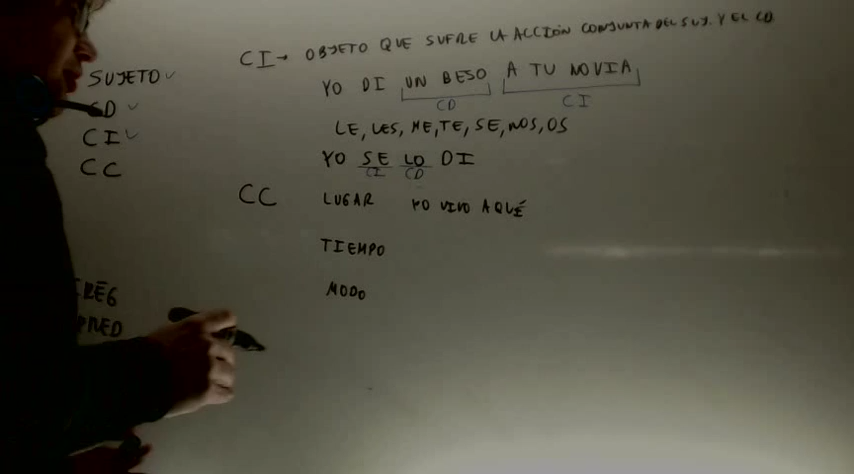 CI→ OBJETO QUE SUFRE LA ACCIÓN CONJUNTA DEL SUJ. Y EL CD
SUJETO ✓
YO DI UN BESO A TU NOVIA
CD ✓
CD CI
CI ✓
LE, LES, ME, TE, SE, NOS, OS
CC
YO SE LO DI
CI CD
CC LUGAR YO VIVO AQUÍ
TIEMPO
MODO